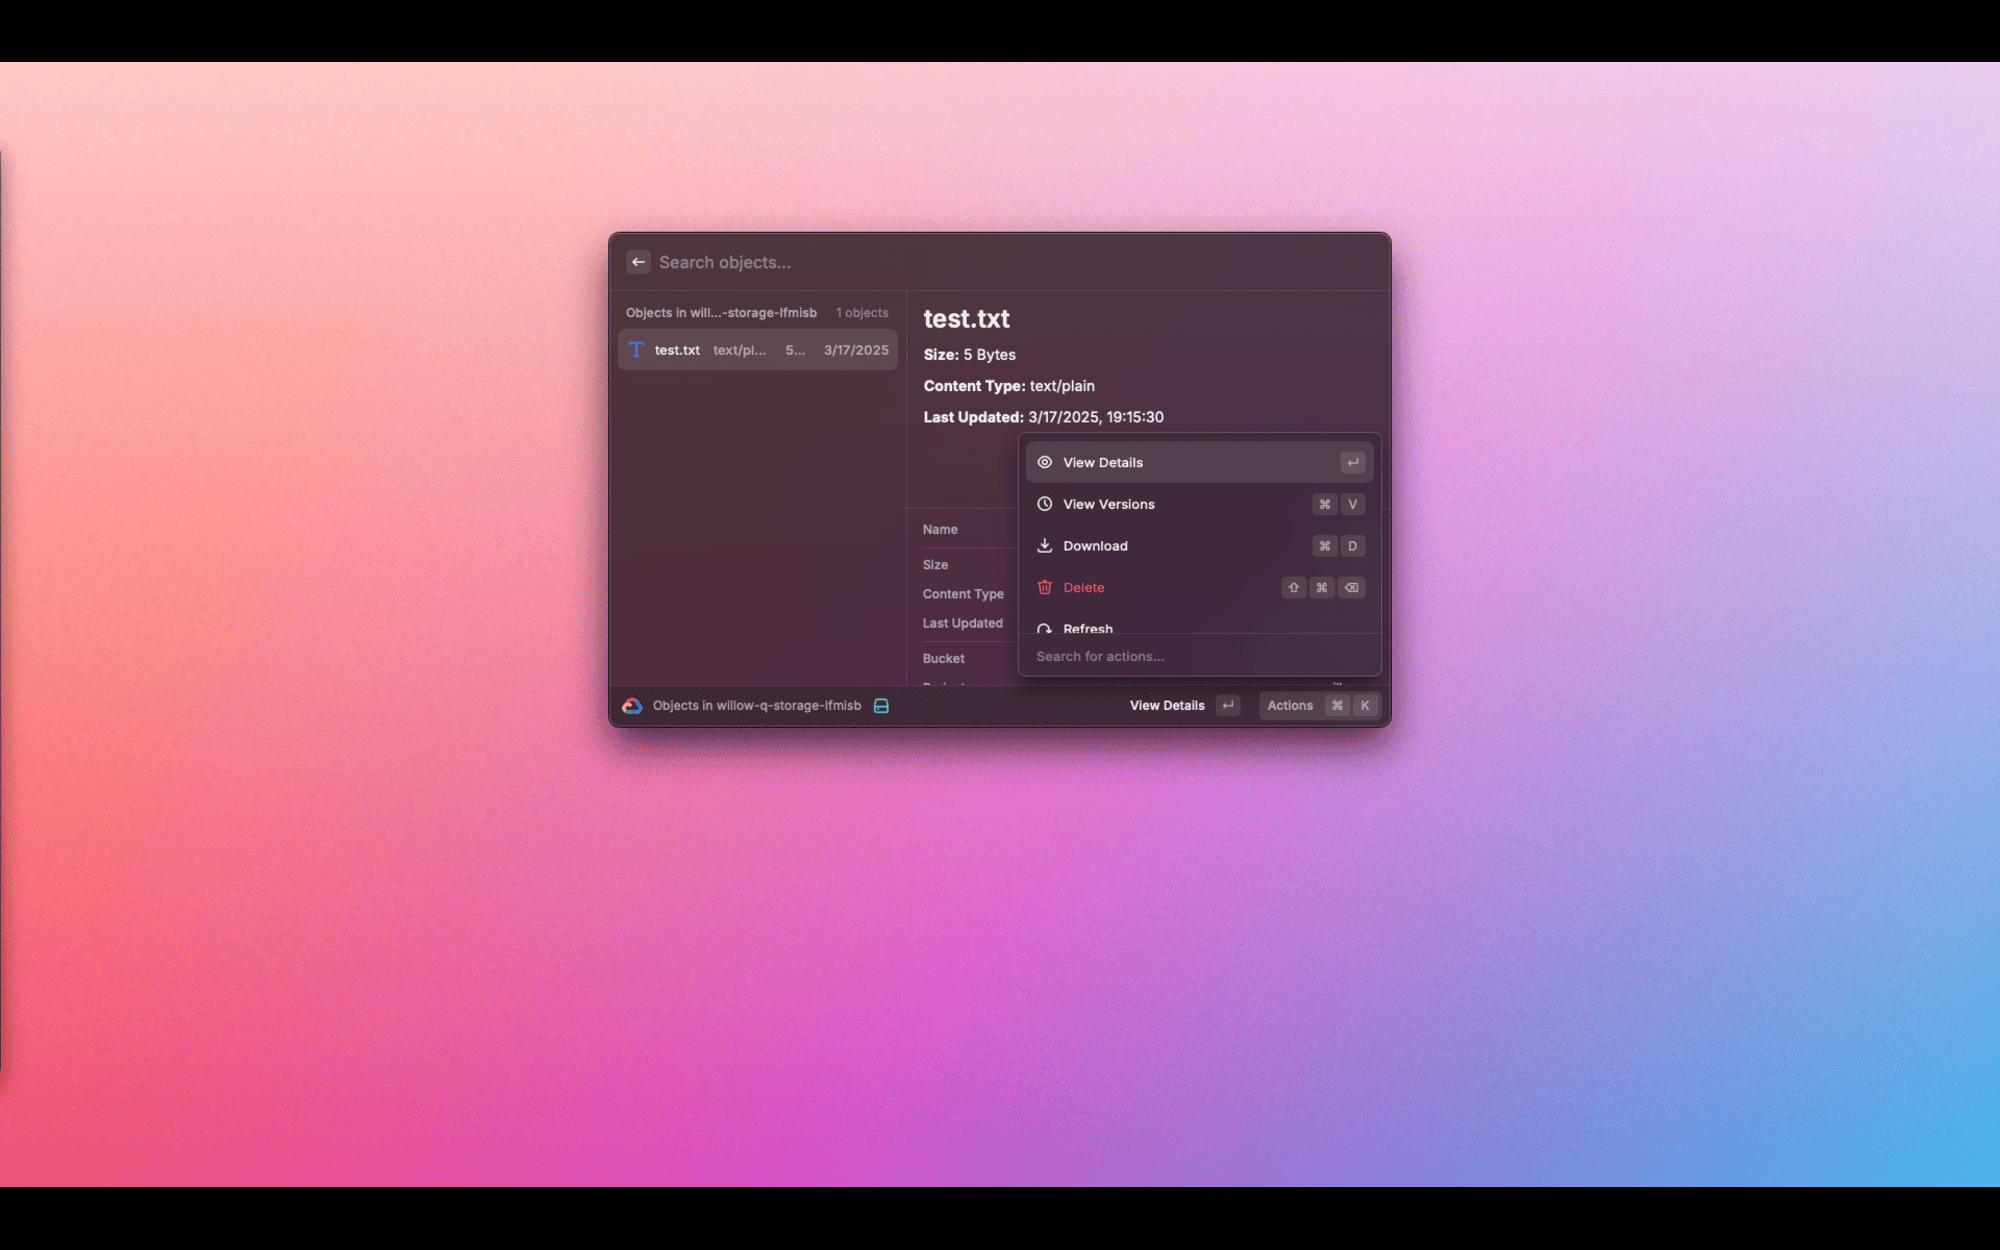 Search objects...
Objects in will...-storage-lfmisb 1 objects
test.txt text/pl... 5... 3/17/2025
test.txt
Size: 5 Bytes
Content Type: text/plain
Last Updated: 3/17/2025, 19:15:30
View Details ↵
View Versions ⌘ V
Download ⌘ D
Delete ⇧ ⌘ ⌫
Refresh
Search for actions...
Name
Size
Content Type
Last Updated
Bucket
Objects in willow-q-storage-lfmisb
View Details ↵ Actions ⌘ K